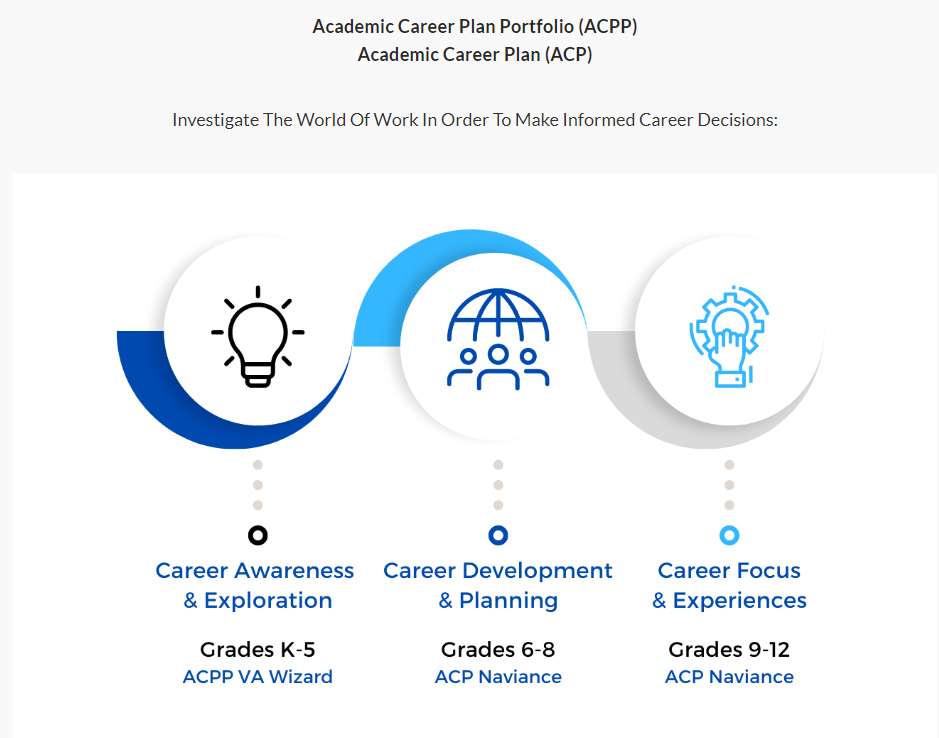 Academic Career Plan Portfolio (ACPP)
Academic Career Plan (ACP)
Investigate The World Of Work In Order To Make Informed Career Decisions:
Career Awareness
& Exploration
Grades K-5
ACPP VA Wizard
Career Development
& Planning
Grades 6-8
ACP Naviance
Career Focus
& Experiences
Grades 9-12
ACP Naviance